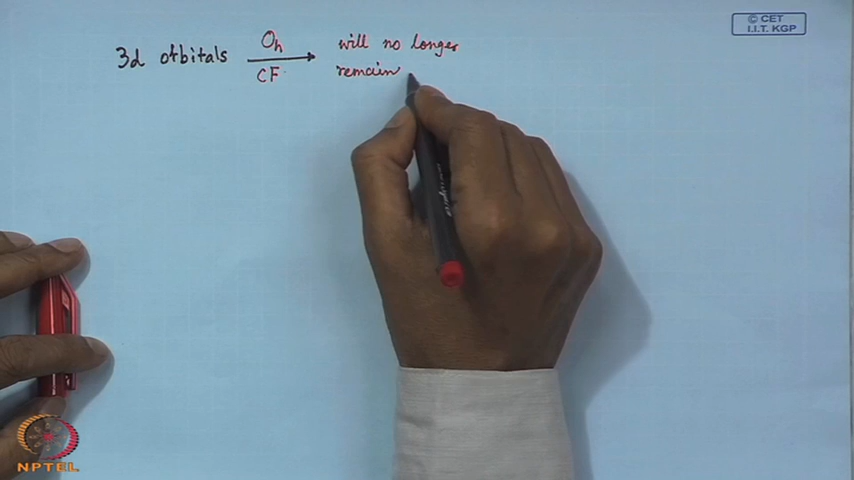 © CET
I.I.T. KGP
3d orbitals Oh CF will no longer
remain
NPTEL